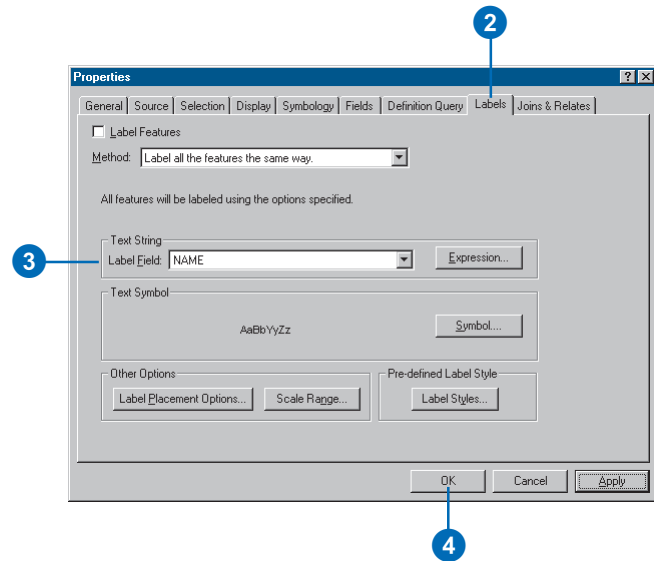 2
Properties
? X
General Source Selection Display Symbology Fields Definition Query Labels Joins & Relates
Label Features
Method: Label all the features the same way.
All features will be labeled using the options specified.
Text String
3
Label Field: NAME Expression...
Text Symbol
AaBbYyZz Symbol....
Other Options Pre-defined Label Style
Label Placement Options... Scale Range... Label Styles...
OK Cancel Apply
4